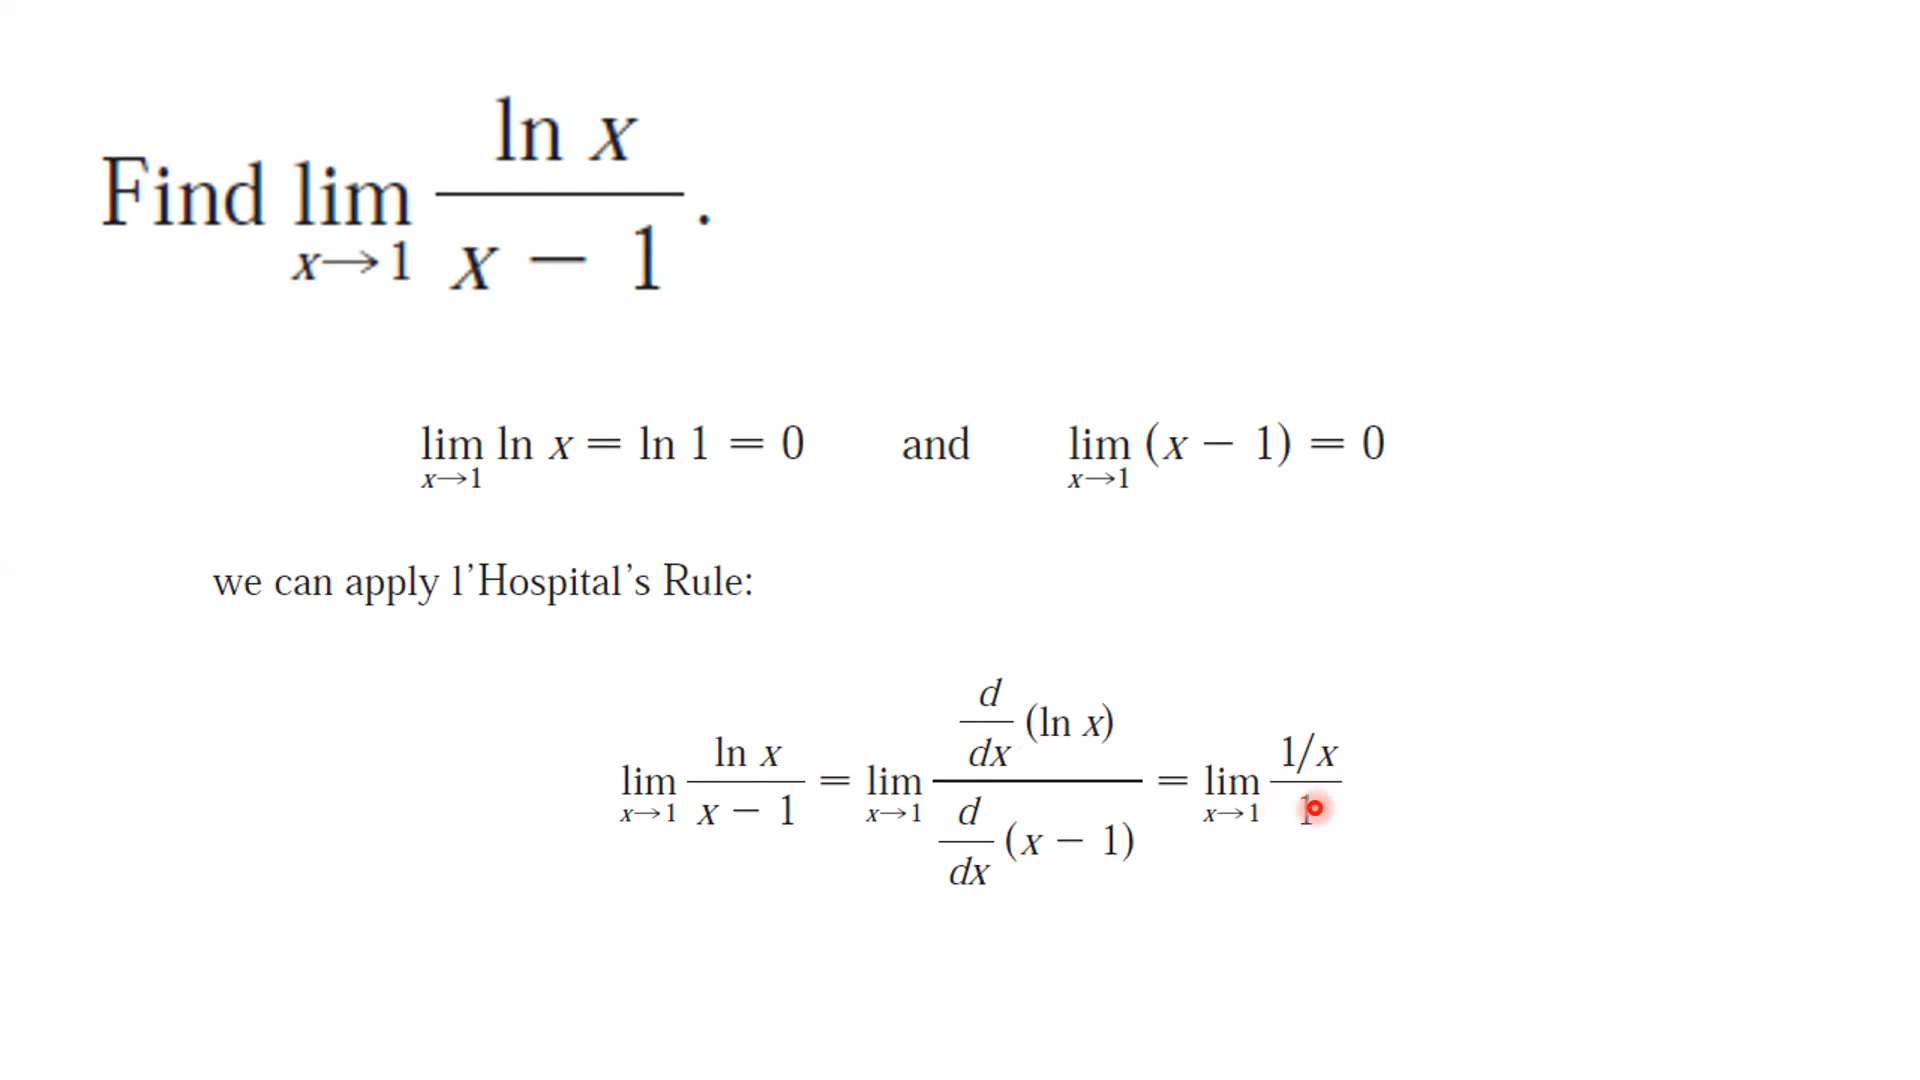 Find lim x→1 ln x / x − 1 .
lim x→1 ln x = ln 1 = 0 and lim x→1 (x − 1) = 0
we can apply l’Hospital’s Rule:
lim x→1 ln x / x − 1 = lim x→1 d/dx (ln x) / d/dx (x − 1) = lim x→1 1/x / 1